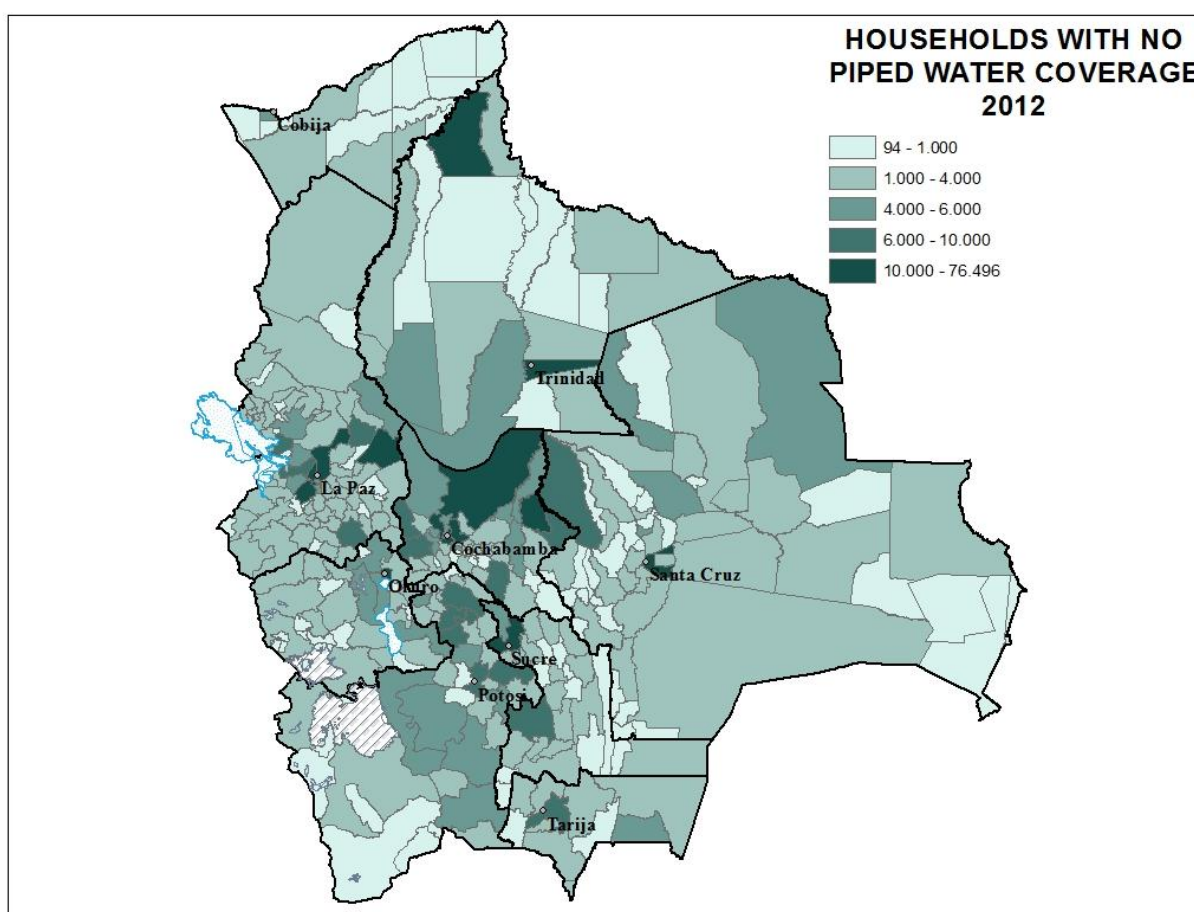 HOUSEHOLDS WITH NO
PIPED WATER COVERAGE
2012
94 - 1.000
1.000 - 4.000
4.000 - 6.000
6.000 - 10.000
10.000 - 76.496
Cobija
Trinidad
La Paz
Cochabamba
Santa Cruz
Oruro
Sucre
Potosi
Tarija